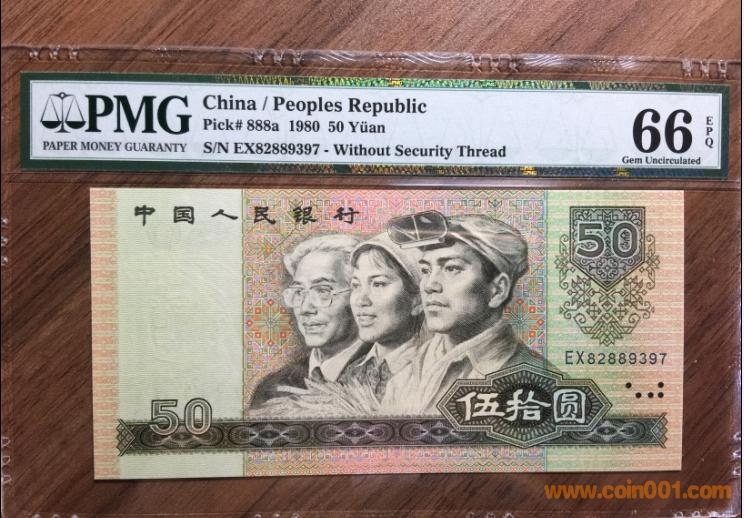 PMG
PAPER MONEY GUARANTY
China / Peoples Republic
Pick# 888a 1980 50 Yüan
S/N EX82889397 - Without Security Thread
66 EPQ
Gem Uncirculated
中国人民银行
50
EX82889397
50
伍拾圆
www.coin001.com